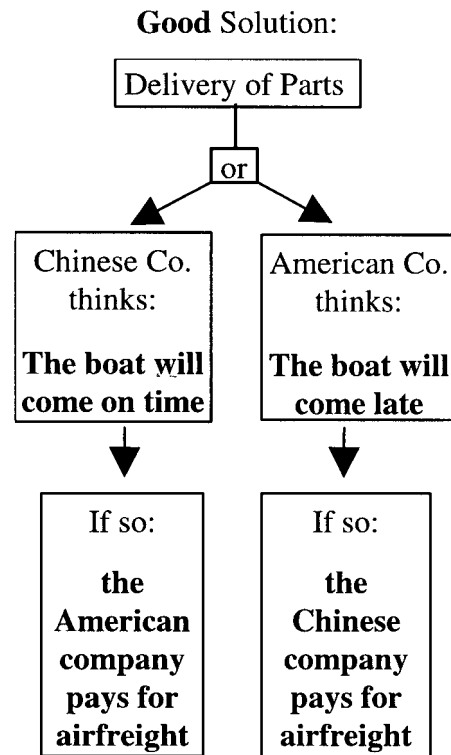 Good Solution:
Delivery of Parts
or
Chinese Co.
thinks:
The boat will
come on time
American Co.
thinks:
The boat will
come late
If so:
the
American
company
pays for
airfreight
If so:
the
Chinese
company
pays for
airfreight